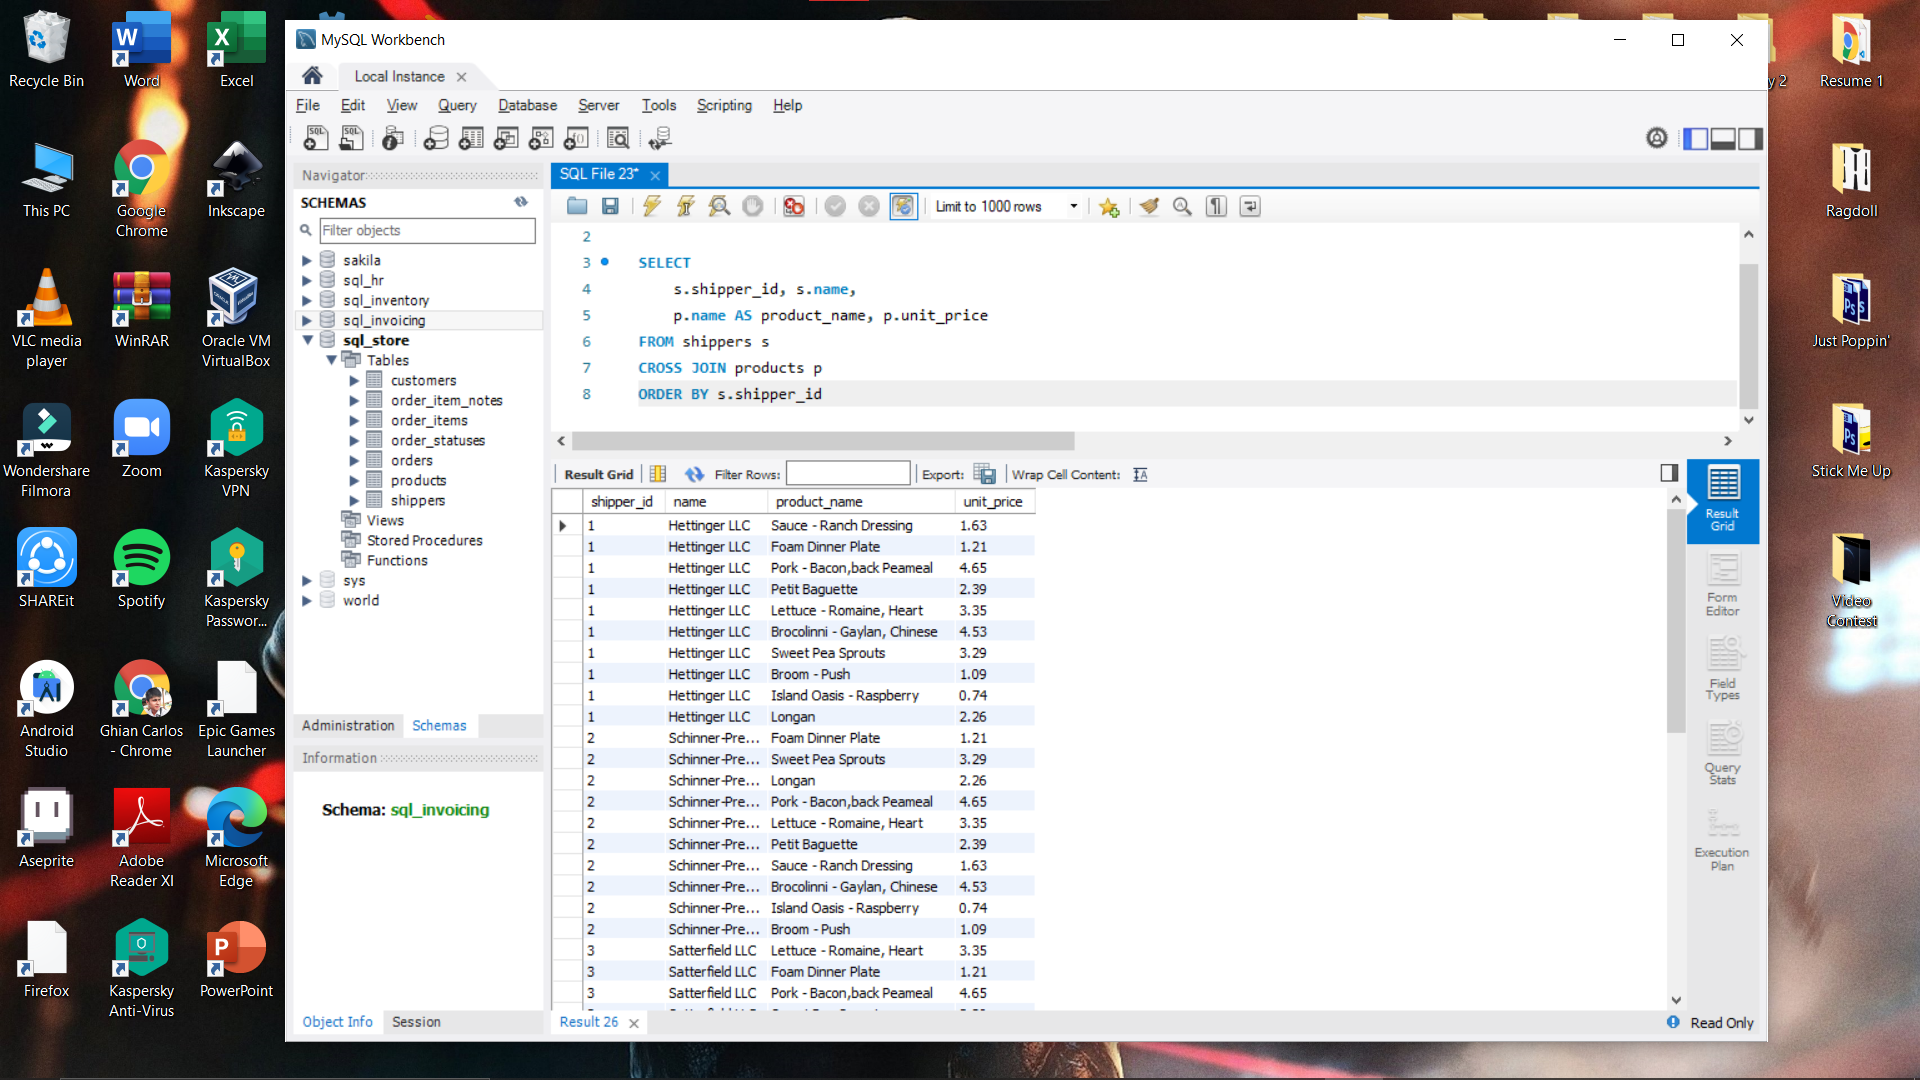 Recycle Bin
Word
Excel
This PC
Google Chrome
Inkscape
VLC media player
WinRAR
Oracle VM VirtualBox
Wondershare Filmora
Zoom
Kaspersky VPN
SHAREit
Spotify
Kaspersky Passwor...
Android Studio
Ghian Carlos - Chrome
Epic Games Launcher
Aseprite
Adobe Reader XI
Microsoft Edge
Firefox
Kaspersky Anti-Virus
PowerPoint
MySQL Workbench
Local Instance
File Edit View Query Database Server Tools Scripting Help
Navigator
SCHEMAS
Filter objects
sakila
sql_hr
sql_inventory
sql_invoicing
sql_store
Tables
customers
order_item_notes
order_items
order_statuses
orders
products
shippers
Views
Stored Procedures
Functions
sys
world
Administration Schemas
Information
Schema: sql_invoicing
Object Info Session
SQL File 23*
Limit to 1000 rows
2
3 SELECT
4 s.shipper_id, s.name,
5 p.name AS product_name, p.unit_price
6 FROM shippers s
7 CROSS JOIN products p
8 ORDER BY s.shipper_id
Result Grid Filter Rows: Export: Wrap Cell Content:
shipper_id name product_name unit_price
1 Hettinger LLC Sauce - Ranch Dressing 1.63
1 Hettinger LLC Foam Dinner Plate 1.21
1 Hettinger LLC Pork - Bacon,back Peameal 4.65
1 Hettinger LLC Petit Baguette 2.39
1 Hettinger LLC Lettuce - Romaine, Heart 3.35
1 Hettinger LLC Brocolinni - Gaylan, Chinese 4.53
1 Hettinger LLC Sweet Pea Sprouts 3.29
1 Hettinger LLC Broom - Push 1.09
1 Hettinger LLC Island Oasis - Raspberry 0.74
1 Hettinger LLC Longan 2.26
2 Schinner-Pre... Foam Dinner Plate 1.21
2 Schinner-Pre... Sweet Pea Sprouts 3.29
2 Schinner-Pre... Longan 2.26
2 Schinner-Pre... Pork - Bacon,back Peameal 4.65
2 Schinner-Pre... Lettuce - Romaine, Heart 3.35
2 Schinner-Pre... Petit Baguette 2.39
2 Schinner-Pre... Sauce - Ranch Dressing 1.63
2 Schinner-Pre... Brocolinni - Gaylan, Chinese 4.53
2 Schinner-Pre... Island Oasis - Raspberry 0.74
2 Schinner-Pre... Broom - Push 1.09
3 Satterfield LLC Lettuce - Romaine, Heart 3.35
3 Satterfield LLC Foam Dinner Plate 1.21
3 Satterfield LLC Pork - Bacon,back Peameal 4.65
Result 26
Read Only
Result Grid
Form Editor
Field Types
Query Stats
Execution Plan
y 2
Resume 1
Ragdoll
Just Poppin'
Stick Me Up
Video Contest